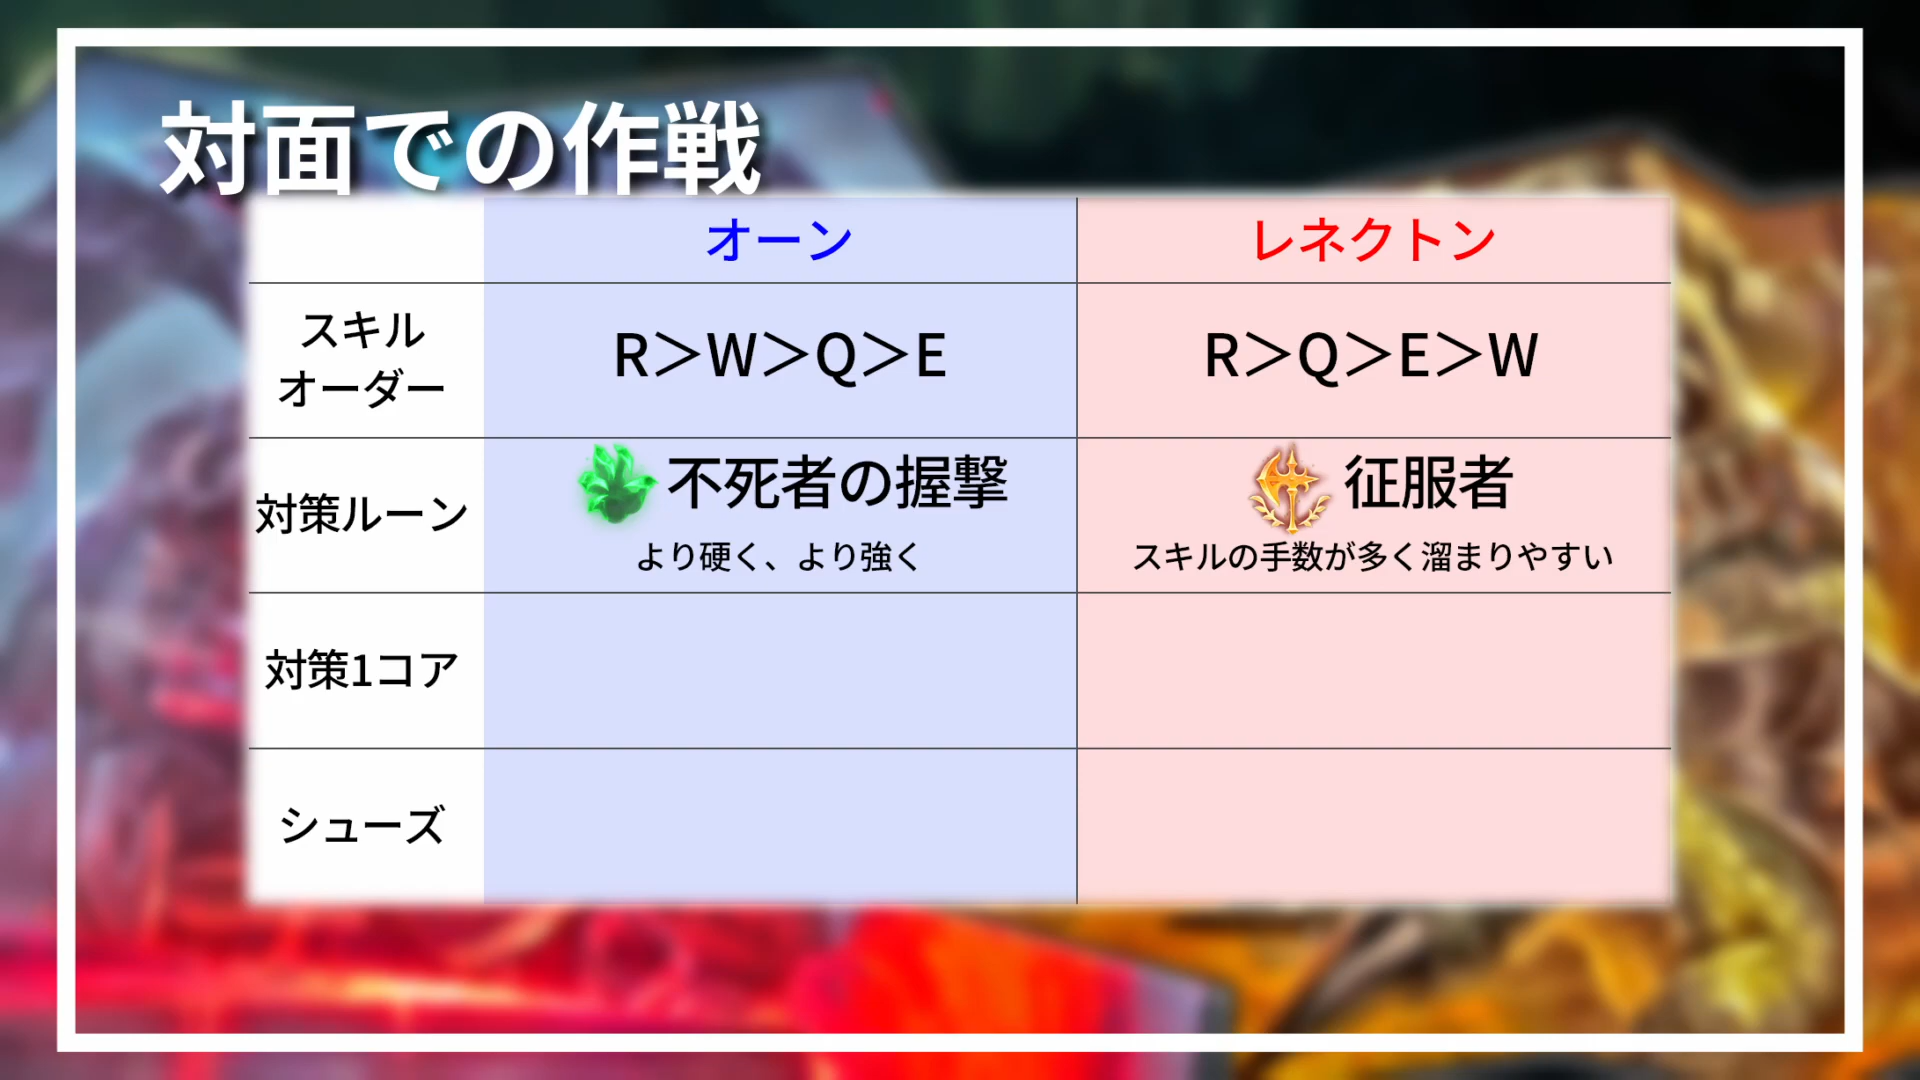 対面での作戦
オーン
レネクトン
スキル
オーダー
R＞W＞Q＞E
R＞Q＞E＞W
対策ルーン
不死者の握撃
より硬く、より強く
征服者
スキルの手数が多く溜まりやすい
対策1コア
シューズ